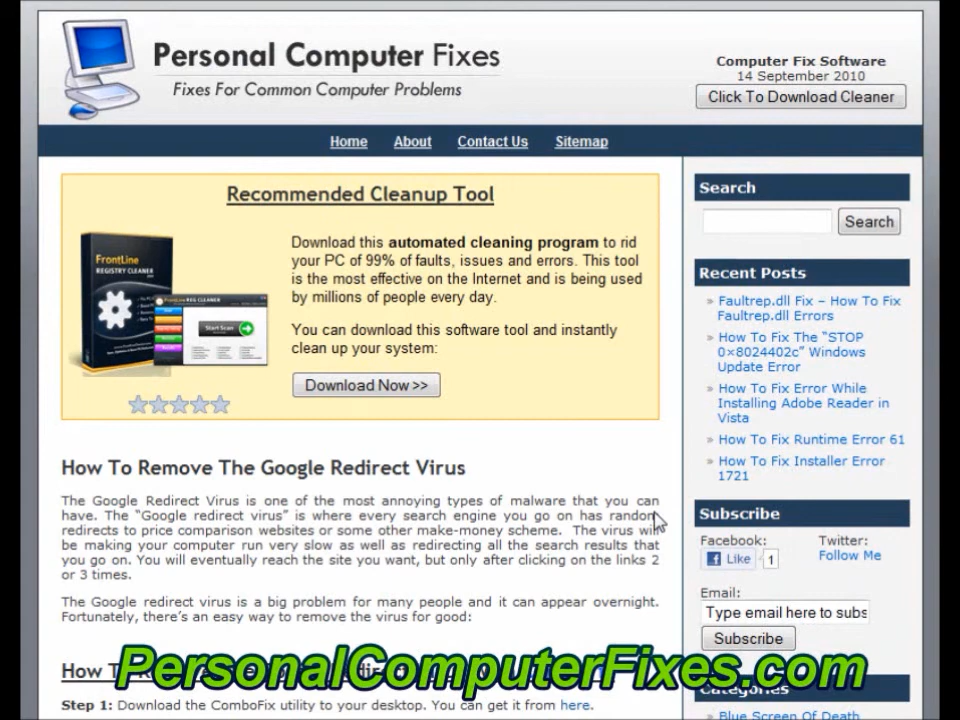 Personal Computer Fixes
Fixes For Common Computer Problems
Computer Fix Software
14 September 2010
Click To Download Cleaner
Home About Contact Us Sitemap
Recommended Cleanup Tool
FrontLine
REGISTRY CLEANER
FRONTLINE REG CLEANER
Start Scan
Download this automated cleaning program to rid
your PC of 99% of faults, issues and errors. This tool
is the most effective on the Internet and is being used
by millions of people every day.
You can download this software tool and instantly
clean up your system:
Download Now >>
How To Remove The Google Redirect Virus
The Google Redirect Virus is one of the most annoying types of malware that you can
have. The “Google redirect virus” is where every search engine you go on has random
redirects to price comparison websites or some other make-money scheme. The virus will
be making your computer run very slow as well as redirecting all the search results that
you go on. You will eventually reach the site you want, but only after clicking on the links 2
or 3 times.
The Google redirect virus is a big problem for many people and it can appear overnight.
Fortunately, there’s an easy way to remove the virus for good:
How T
Step 1: Download the ComboFix utility to your desktop. You can get it from here.
Search
Search
Recent Posts
» Faultrep.dll Fix – How To Fix
Faultrep.dll Errors
» How To Fix The “STOP
0×8024402c” Windows
Update Error
» How To Fix Error While
Installing Adobe Reader in
Vista
» How To Fix Runtime Error 61
» How To Fix Installer Error
1721
Subscribe
Facebook:
Like 1
Twitter:
Follow Me
Email:
Type email here to subs
Subscribe
Categories
» Blue Screen Of Death
PersonalComputerFixes.com